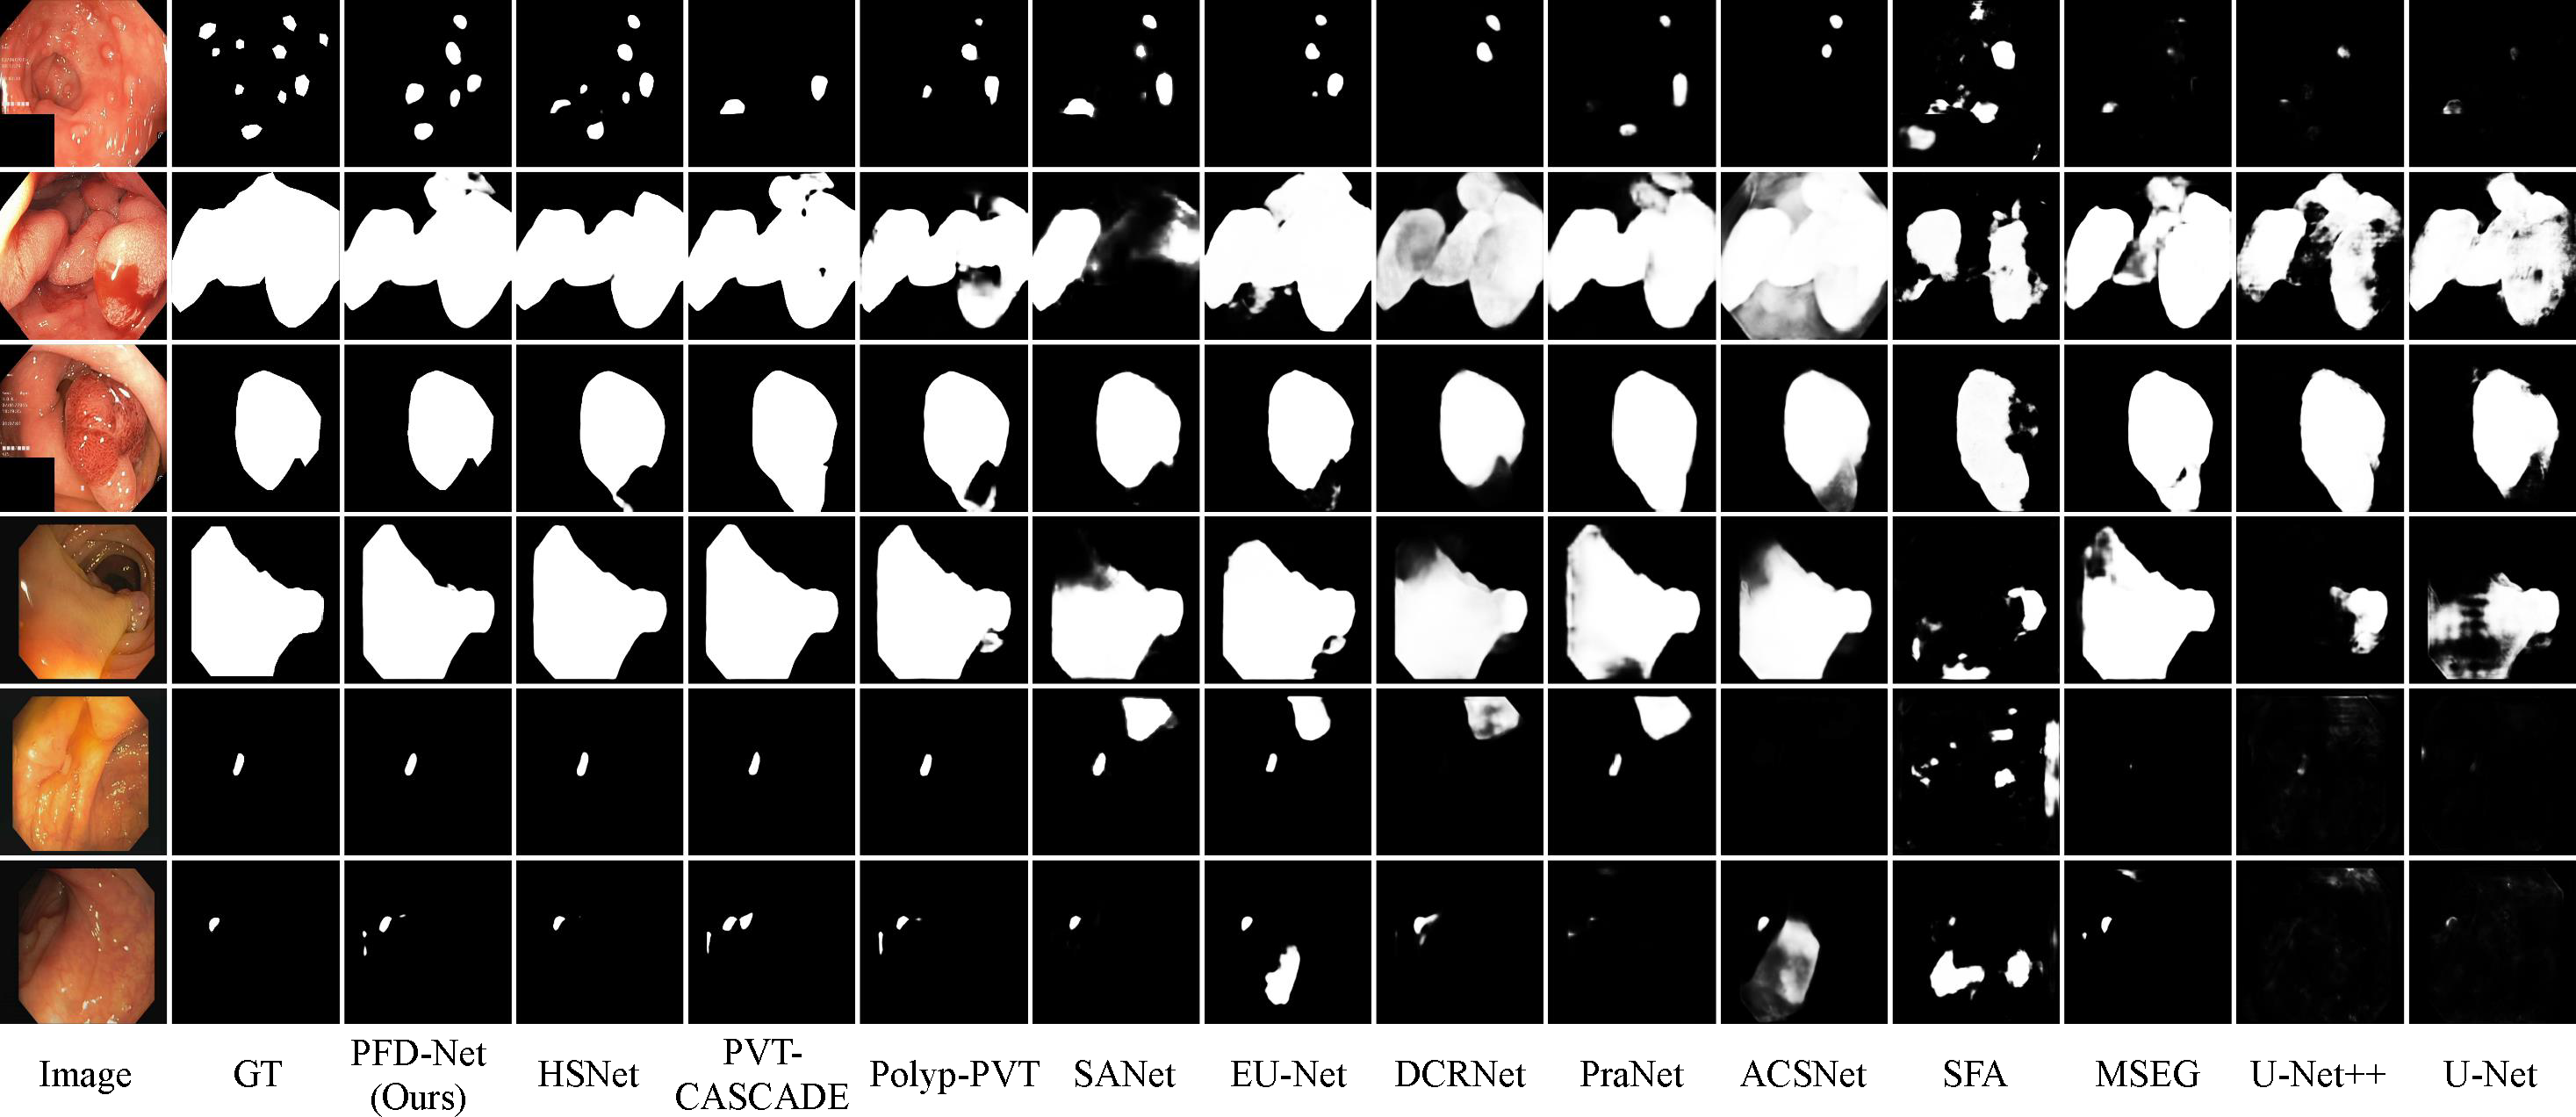 Image
GT
PFD-Net
(Ours)
HSNet
PVT-
CASCADE
Polyp-PVT
SANet
EU-Net
DCRNet
PraNet
ACSNet
SFA
MSEG
U-Net++
U-Net